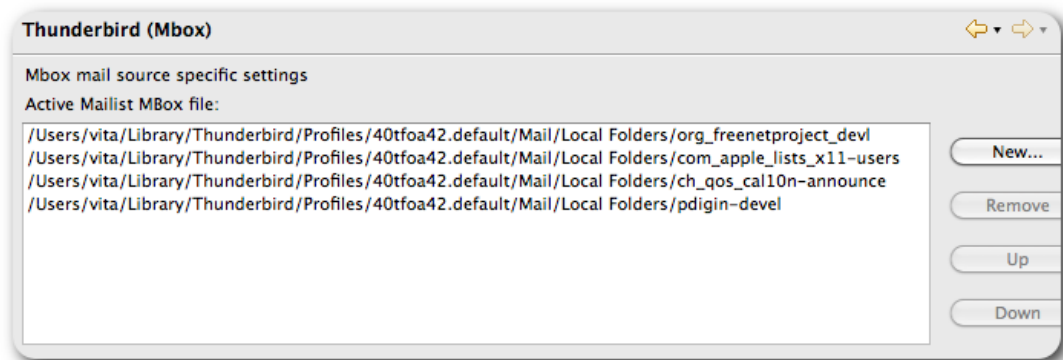 Thunderbird (Mbox)
Mbox mail source specific settings
Active Mailist MBox file:
/Users/vita/Library/Thunderbird/Profiles/40tfoa42.default/Mail/Local Folders/org_freenetproject_devl
/Users/vita/Library/Thunderbird/Profiles/40tfoa42.default/Mail/Local Folders/com_apple_lists_x11-users
/Users/vita/Library/Thunderbird/Profiles/40tfoa42.default/Mail/Local Folders/ch_qos_cal10n-announce
/Users/vita/Library/Thunderbird/Profiles/40tfoa42.default/Mail/Local Folders/pdigin-devel
New...
Remove
Up
Down